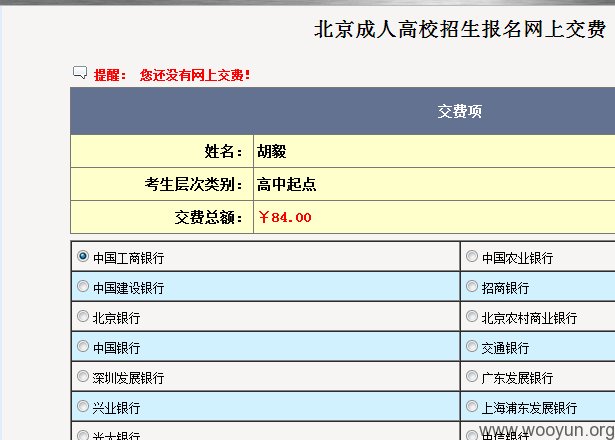 北京成人高校招生报名网上交费
提醒： 您还没有网上交费！
交费项
姓名： 胡毅
考生层次类别： 高中起点
交费总额： ￥84.00
中国工商银行 中国农业银行
中国建设银行 招商银行
北京银行 北京农村商业银行
中国银行 交通银行
深圳发展银行 广东发展银行
兴业银行 上海浦东发展银行
光大银行 中信银行
www.wooyun.org